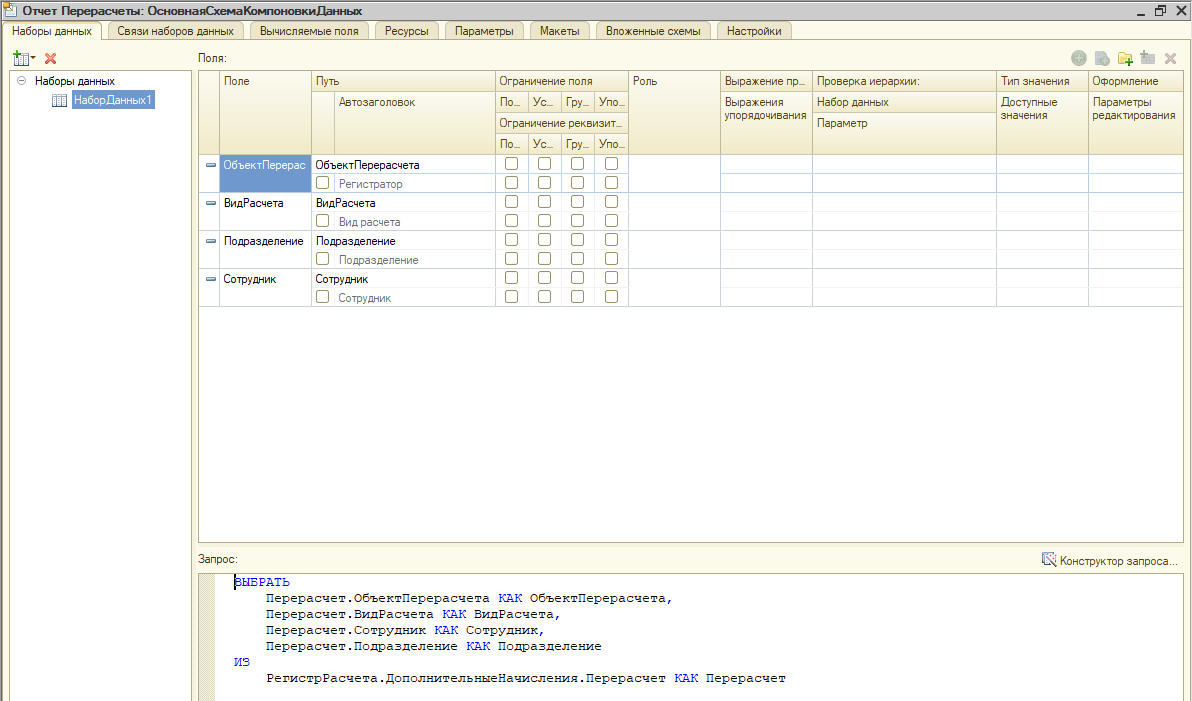 Отчет Перерасчеты: ОсновнаяСхемаКомпоновкиДанных
Наборы данных Связи наборов данных Вычисляемые поля Ресурсы Параметры Макеты Вложенные схемы Настройки
Поля:
Наборы данных
НаборДанных1
Поле Путь Ограничение поля Роль Выражение пр... Проверка иерархии: Тип значения Оформление
Автозаголовок По... Ус... Гру... Упо... Выражения упорядочивания Набор данных Доступные значения Параметры редактирования
Ограничение реквизит... Параметр
По... Ус... Гру... Упо...
ОбъектПерерас ОбъектПерерасчета
Регистратор
ВидРасчета ВидРасчета
Вид расчета
Подразделение Подразделение
Подразделение
Сотрудник Сотрудник
Сотрудник
Запрос: Конструктор запроса...
ВЫБРАТЬ
Перерасчет.ОбъектПерерасчета КАК ОбъектПерерасчета,
Перерасчет.ВидРасчета КАК ВидРасчета,
Перерасчет.Сотрудник КАК Сотрудник,
Перерасчет.Подразделение КАК Подразделение
ИЗ
РегистрРасчета.ДополнительныеНачисления.Перерасчет КАК Перерасчет